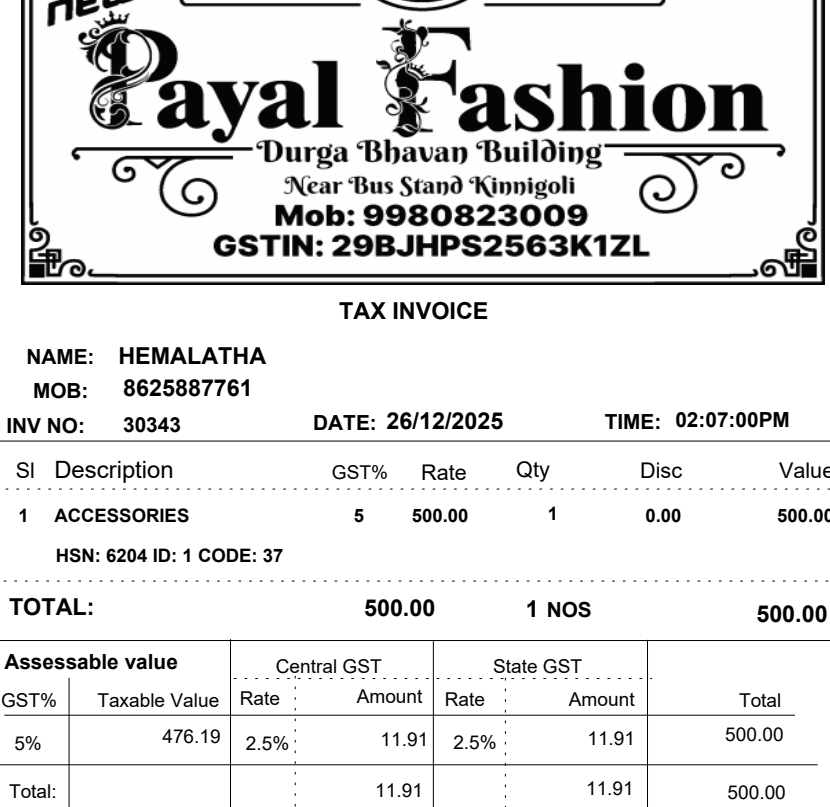 new
Payal Fashion
Durga Bhavan Building
Near Bus Stand Kinnigoli
Mob: 9980823009
GSTIN: 29BJHPS2563K1ZL
TAX INVOICE
NAME: HEMALATHA
MOB: 8625887761
INV NO: 30343 DATE: 26/12/2025 TIME: 02:07:00PM
Sl Description GST% Rate Qty Disc Value
1 ACCESSORIES 5 500.00 1 0.00 500.00
HSN: 6204 ID: 1 CODE: 37
TOTAL: 500.00 1 NOS 500.00
Assessable value Central GST State GST
GST% Taxable Value Rate Amount Rate Amount Total
5% 476.19 2.5% 11.91 2.5% 11.91 500.00
Total: 11.91 11.91 500.00